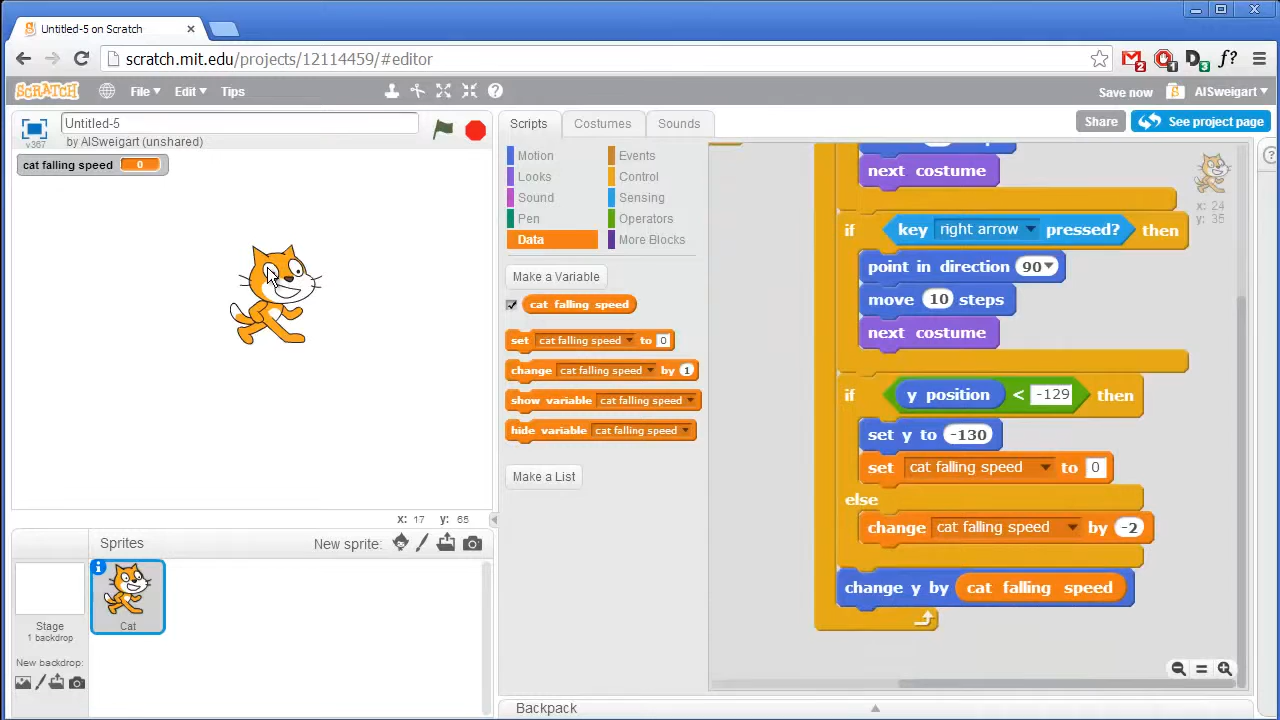 Untitled-5 on Scratch
scratch.mit.edu/projects/12114459/#editor
2 1 3 f?
SCRATCH File Edit Tips Save now AlSweigart
Untitled-5
v367 by AlSweigart (unshared)
Scripts Costumes Sounds Share See project page
cat falling speed 0
Motion Events
Looks Control
Sound Sensing
Pen Operators
Data More Blocks
Make a Variable
cat falling speed
set cat falling speed to 0
change cat falling speed by 1
show variable cat falling speed
hide variable cat falling speed
Make a List
next costume
x: 24
y: 35
if key right arrow pressed? then
point in direction 90
move 10 steps
next costume
if y position < -129 then
set y to -130
set cat falling speed to 0
else
change cat falling speed by -2
change y by cat falling speed
x: 17 y: 65
Sprites New sprite:
Stage
1 backdrop
New backdrop:
Cat
Backpack